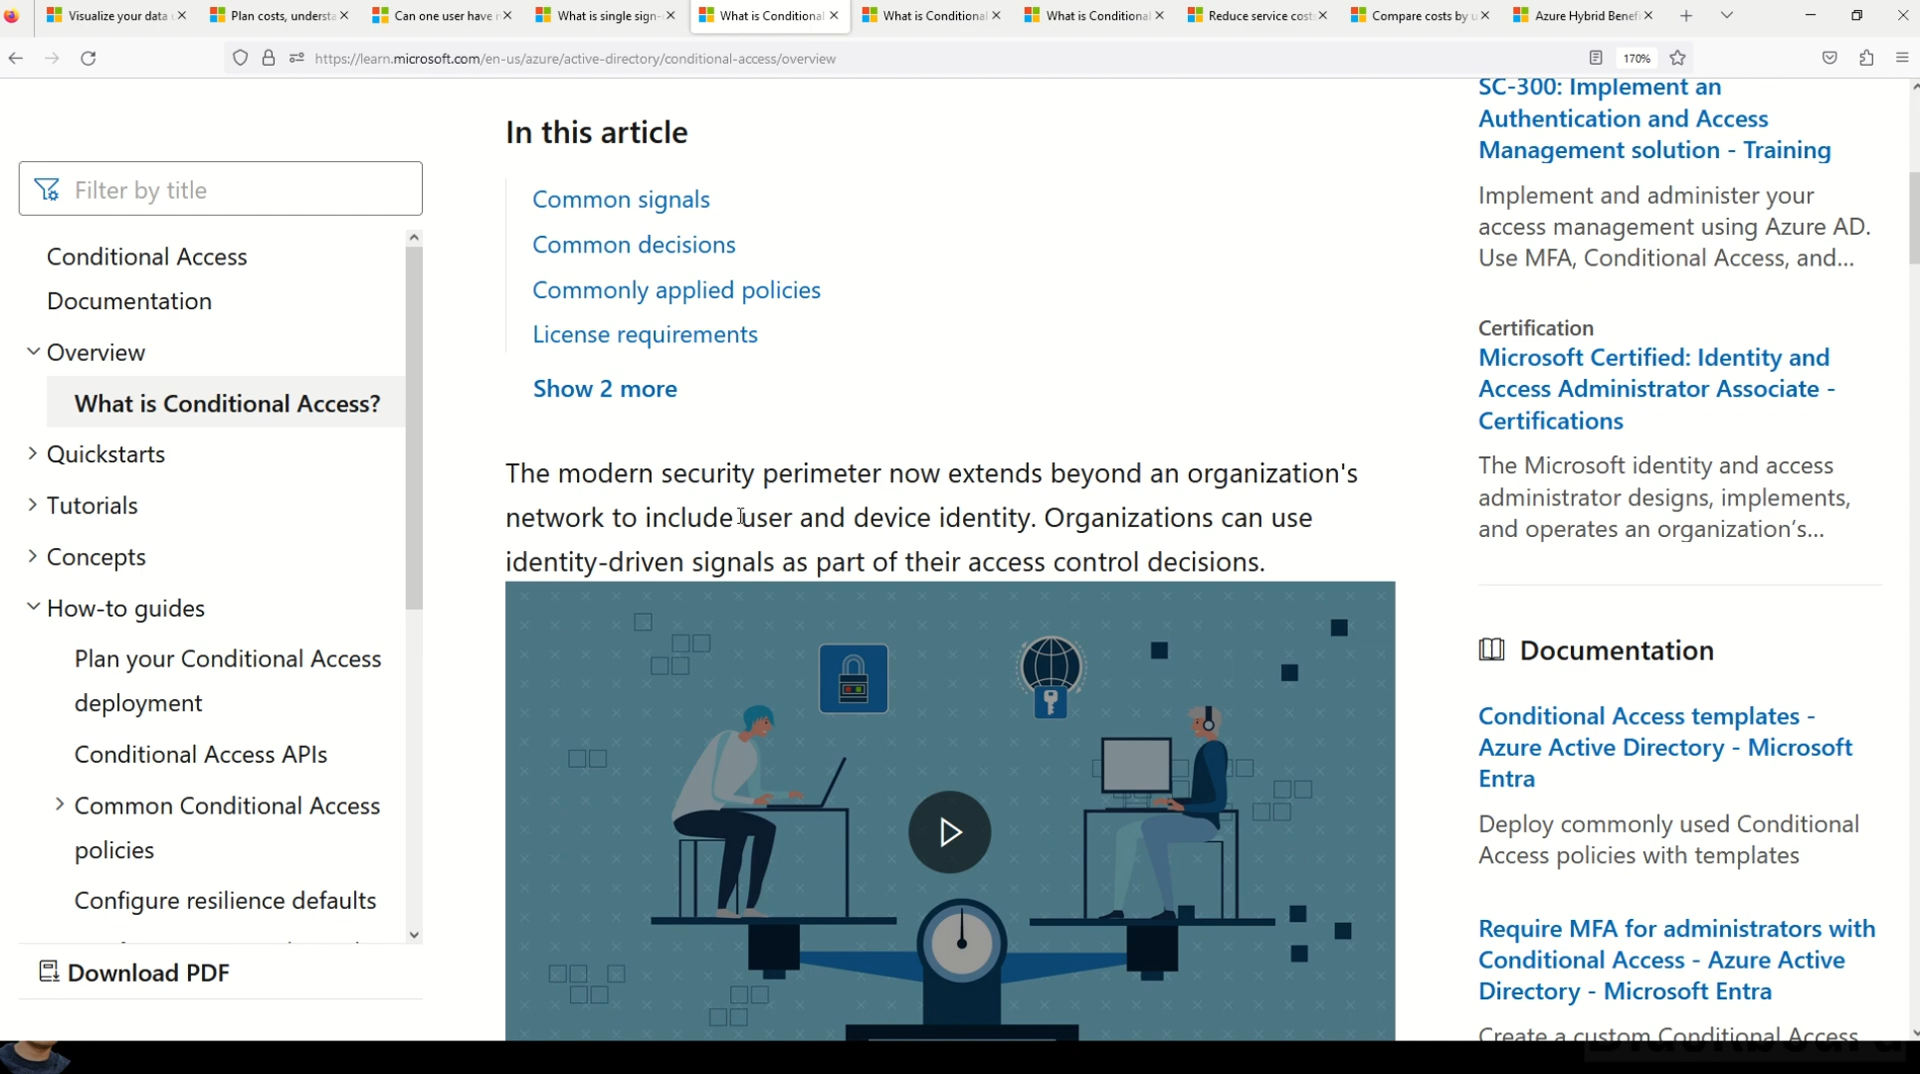 Visualize your data
Plan costs, understa
Can one user have
What is single sign-
What is Conditional
What is Conditional
What is Conditional
Reduce service cost
Compare costs by
Azure Hybrid Benefi
https://learn.microsoft.com/en-us/azure/active-directory/conditional-access/overview
170%
Filter by title
Conditional Access
Documentation
Overview
What is Conditional Access?
Quickstarts
Tutorials
Concepts
How-to guides
Plan your Conditional Access
deployment
Conditional Access APIs
Common Conditional Access
policies
Configure resilience defaults
Download PDF
In this article
Common signals
Common decisions
Commonly applied policies
License requirements
Show 2 more
The modern security perimeter now extends beyond an organization's
network to include user and device identity. Organizations can use
identity-driven signals as part of their access control decisions.
SC-300: Implement an
Authentication and Access
Management solution - Training
Implement and administer your
access management using Azure AD.
Use MFA, Conditional Access, and...
Certification
Microsoft Certified: Identity and
Access Administrator Associate -
Certifications
The Microsoft identity and access
administrator designs, implements,
and operates an organization's...
Documentation
Conditional Access templates -
Azure Active Directory - Microsoft
Entra
Deploy commonly used Conditional
Access policies with templates
Require MFA for administrators with
Conditional Access - Azure Active
Directory - Microsoft Entra
Create a custom Conditional Access